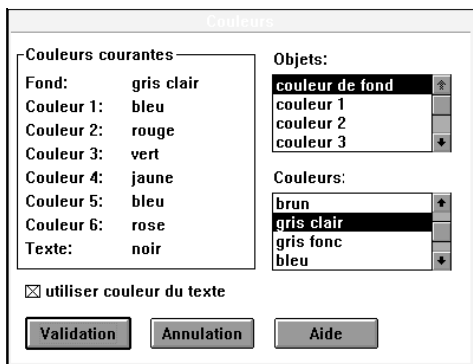 Couleurs
Couleurs courantes
Fond: gris clair
Couleur 1: bleu
Couleur 2: rouge
Couleur 3: vert
Couleur 4: jaune
Couleur 5: bleu
Couleur 6: rose
Texte: noir
Objets:
couleur de fond
couleur 1
couleur 2
couleur 3
Couleurs:
brun
gris clair
gris fonc
bleu
utiliser couleur du texte
Validation Annulation Aide